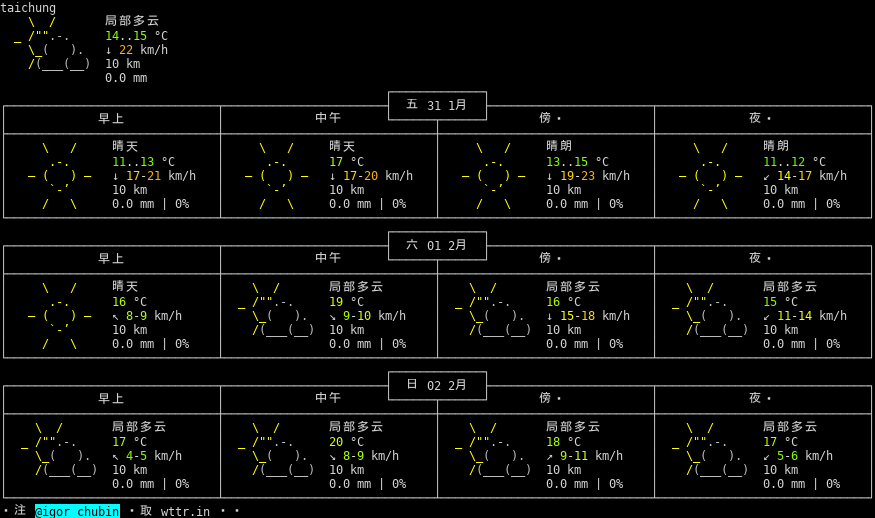 taichung
局部多云
14..15 °C
↓ 22 km/h
10 km
0.0 mm
五 31 1月
早上 中午 傍· 夜·
晴天 晴天 晴朗 晴朗
11..13 °C 17 °C 13..15 °C 11..12 °C
↓ 17-21 km/h ↓ 17-20 km/h ↓ 19-23 km/h ↙ 14-17 km/h
10 km 10 km 10 km 10 km
0.0 mm | 0% 0.0 mm | 0% 0.0 mm | 0% 0.0 mm | 0%
六 01 2月
早上 中午 傍· 夜·
晴天 局部多云 局部多云 局部多云
16 °C 19 °C 16 °C 15 °C
↖ 8-9 km/h ↘ 9-10 km/h ↓ 15-18 km/h ↙ 11-14 km/h
10 km 10 km 10 km 10 km
0.0 mm | 0% 0.0 mm | 0% 0.0 mm | 0% 0.0 mm | 0%
日 02 2月
早上 中午 傍· 夜·
局部多云 局部多云 局部多云 局部多云
17 °C 20 °C 18 °C 17 °C
↖ 4-5 km/h ↘ 8-9 km/h ↗ 9-11 km/h ↙ 5-6 km/h
10 km 10 km 10 km 10 km
0.0 mm | 0% 0.0 mm | 0% 0.0 mm | 0% 0.0 mm | 0%
·注 @igor_chubin ·取 wttr.in ··